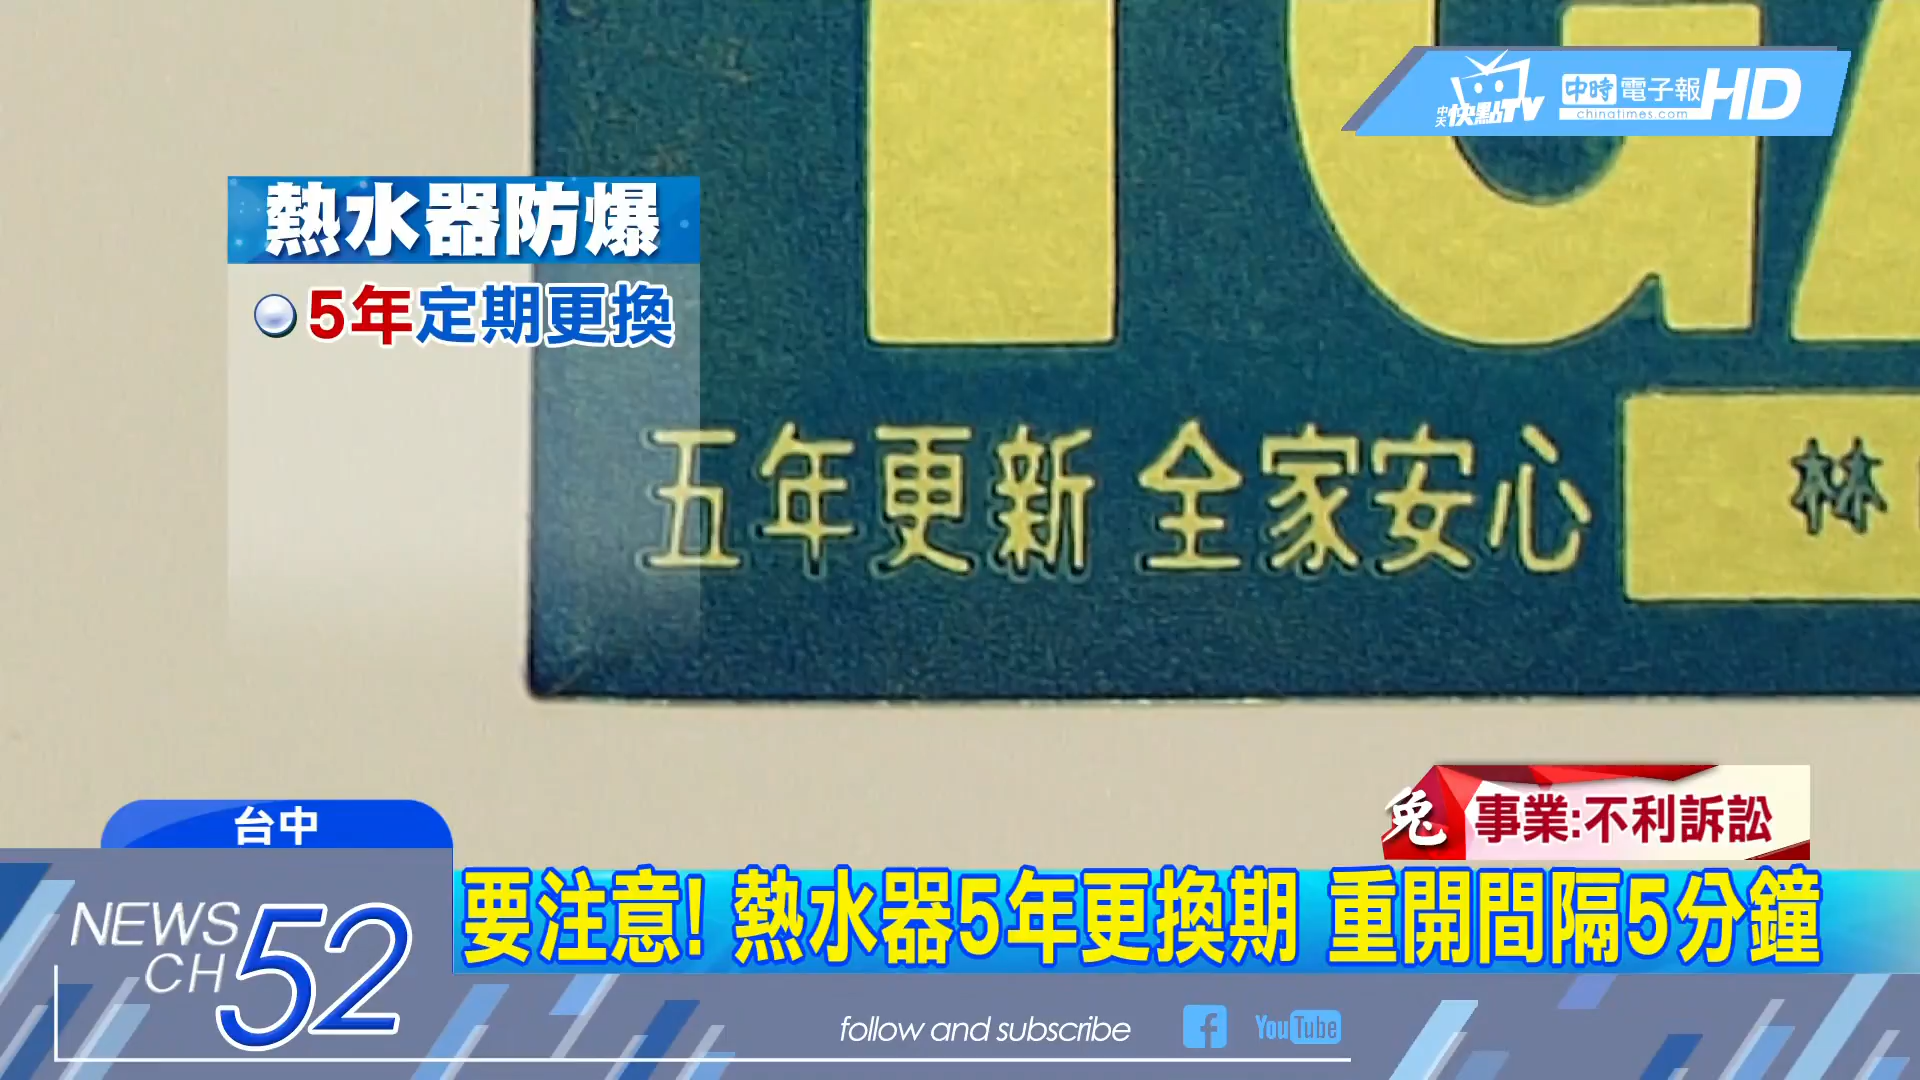 中天快點TV 中時電子報 HD
chinatimes.com
熱水器防爆
5年定期更換
五年更新 全家安心
林
兔 事業:不利訴訟
台中
要注意! 熱水器5年更換期 重開間隔5分鐘
NEWS
CH 52
follow and subscribe YouTube